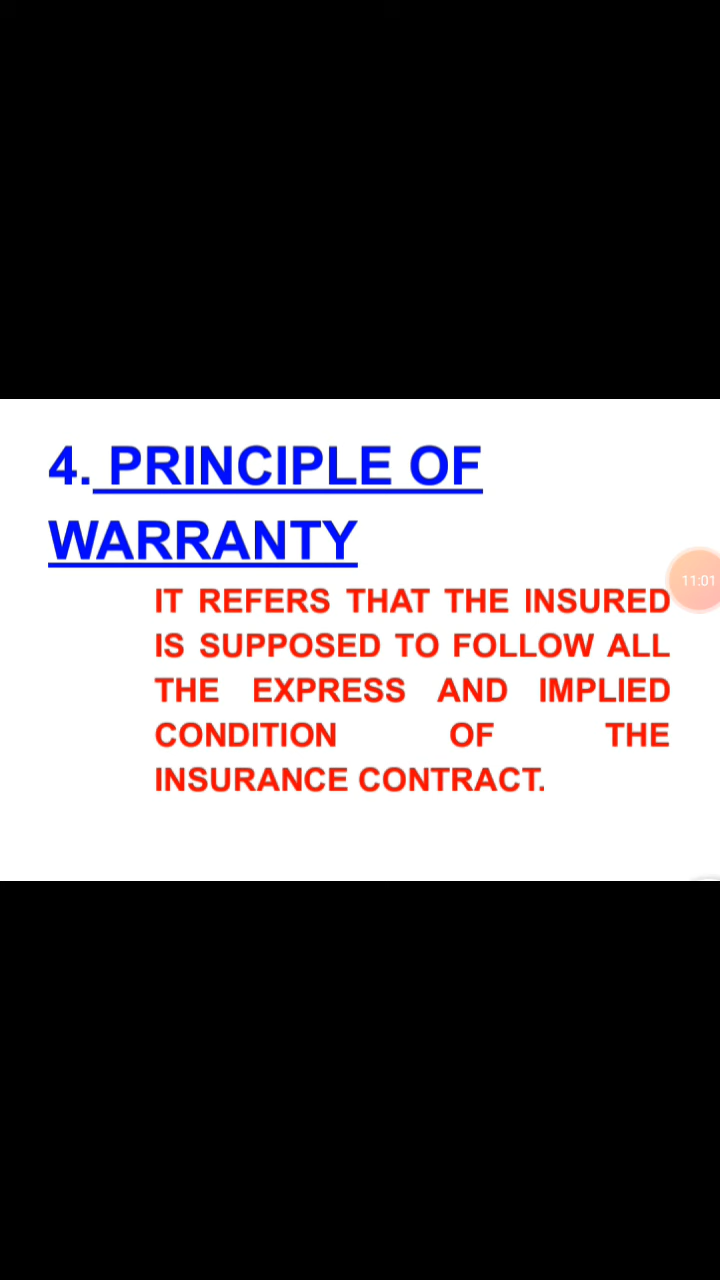 4. PRINCIPLE OF
WARRANTY
IT REFERS THAT THE INSURED
IS SUPPOSED TO FOLLOW ALL
THE EXPRESS AND IMPLIED
CONDITION OF THE
INSURANCE CONTRACT.
11:01